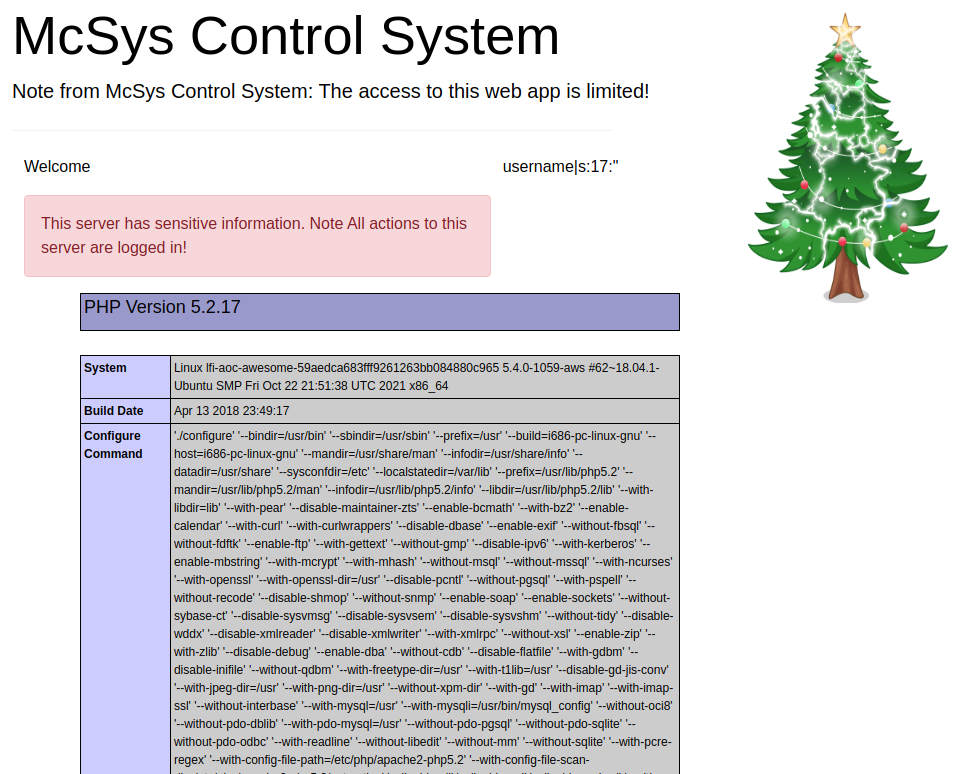 McSys Control System
Note from McSys Control System: The access to this web app is limited!
Welcome
username|s:17:"
This server has sensitive information. Note All actions to this
server are logged in!
PHP Version 5.2.17
System
Linux lfi-aoc-awesome-59aedca683fff9261263bb084880c965 5.4.0-1059-aws #62~18.04.1-
Ubuntu SMP Fri Oct 22 21:51:38 UTC 2021 x86_64
Build Date
Apr 13 2018 23:49:17
Configure
Command
'./configure' '--bindir=/usr/bin' '--sbindir=/usr/sbin' '--prefix=/usr' '--build=i686-pc-linux-gnu' '--
host=i686-pc-linux-gnu' '--mandir=/usr/share/man' '--infodir=/usr/share/info' '--
datadir=/usr/share' '--sysconfdir=/etc' '--localstatedir=/var/lib' '--prefix=/usr/lib/php5.2' '--
mandir=/usr/lib/php5.2/man' '--infodir=/usr/lib/php5.2/info' '--libdir=/usr/lib/php5.2/lib' '--with-
libdir=lib' '--with-pear' '--disable-maintainer-zts' '--enable-bcmath' '--with-bz2' '--enable-
calendar' '--with-curl' '--with-curlwrappers' '--disable-dbase' '--enable-exif' '--without-fbsql' '--
without-fdftk' '--enable-ftp' '--with-gettext' '--without-gmp' '--disable-ipv6' '--with-kerberos' '--
enable-mbstring' '--with-mcrypt' '--with-mhash' '--without-msql' '--without-mssql' '--with-ncurses'
'--with-openssl' '--with-openssl-dir=/usr' '--disable-pcntl' '--without-pgsql' '--with-pspell' '--
without-recode' '--disable-shmop' '--without-snmp' '--enable-soap' '--enable-sockets' '--without-
sybase-ct' '--disable-sysvmsg' '--disable-sysvsem' '--disable-sysvshm' '--without-tidy' '--disable-
wddx' '--disable-xmlreader' '--disable-xmlwriter' '--with-xmlrpc' '--without-xsl' '--enable-zip' '--
with-zlib' '--disable-debug' '--enable-dba' '--without-cdb' '--disable-flatfile' '--with-gdbm' '--
disable-inifile' '--without-qdbm' '--with-freetype-dir=/usr' '--with-t1lib=/usr' '--disable-gd-jis-conv'
'--with-jpeg-dir=/usr' '--with-png-dir=/usr' '--without-xpm-dir' '--with-gd' '--with-imap' '--with-imap-
ssl' '--without-interbase' '--with-mysql=/usr' '--with-mysqli=/usr/bin/mysql_config' '--without-oci8'
'--without-pdo-dblib' '--with-pdo-mysql=/usr' '--without-pdo-pgsql' '--without-pdo-sqlite' '--
without-pdo-odbc' '--with-readline' '--without-libedit' '--without-mm' '--without-sqlite' '--with-pcre-
regex' '--with-config-file-path=/etc/php/apache2-php5.2' '--with-config-file-scan-